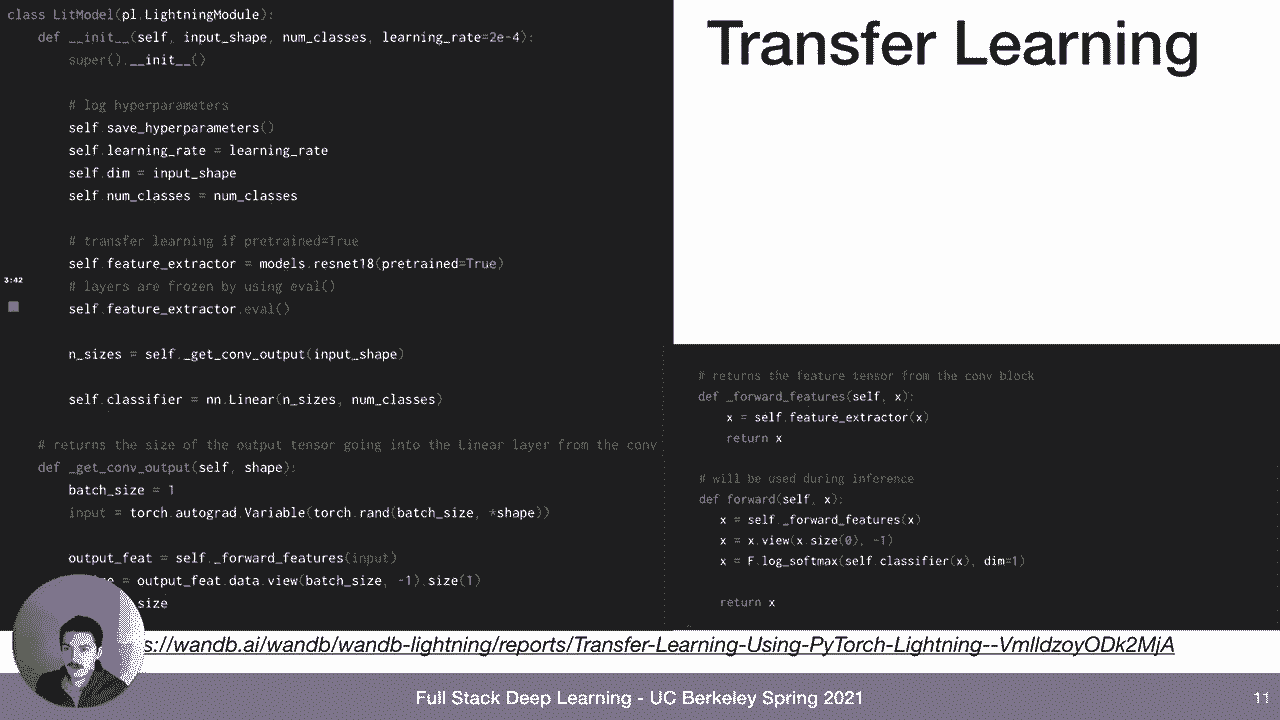 class LitModel(pl.LightningModule):
def __init__(self, input_shape, num_classes, learning_rate=2e-4):
super().__init__()
# log hyperparameters
self.save_hyperparameters()
self.learning_rate = learning_rate
self.dim = input_shape
self.num_classes = num_classes
# transfer learning if pretrained=True
self.feature_extractor = models.resnet18(pretrained=True)
# layers are frozen by using eval()
self.feature_extractor.eval()
n_sizes = self._get_conv_output(input_shape)
self.classifier = nn.Linear(n_sizes, num_classes)
# returns the size of the output tensor going into the Linear layer from the conv
def _get_conv_output(self, shape):
batch_size = 1
input = torch.autograd.Variable(torch.rand(batch_size, *shape))
output_feat = self._forward_features(input)
= output_feat.data.view(batch_size, -1).size(1)
size
3:42
Transfer Learning
# returns the feature tensor from the conv block
def _forward_features(self, x):
x = self.feature_extractor(x)
return x
# will be used during inference
def forward(self, x):
x = self._forward_features(x)
x = x.view(x.size(0), -1)
x = F.log_softmax(self.classifier(x), dim=1)
return x
s://wandb.ai/wandb/wandb-lightning/reports/Transfer-Learning-Using-PyTorch-Lightning--VmlldzoyODk2MjA
Full Stack Deep Learning - UC Berkeley Spring 2021
11